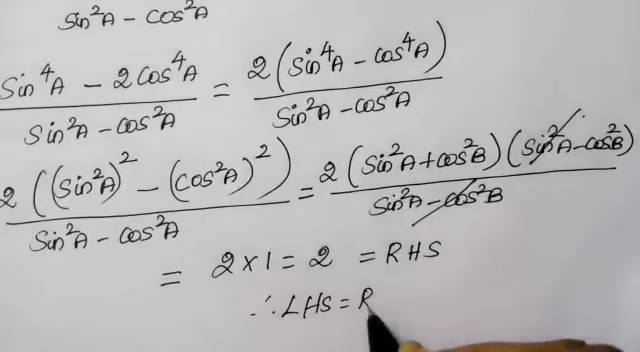 Sin²A - Cos²A
Sin⁴A - 2Cos⁴A / Sin²A - Cos²A = 2(Sin⁴A - Cos⁴A) / Sin²A - Cos²A
2((Sin²A)² - (Cos²A)²) / Sin²A - Cos²A = 2(Sin²A + Cos²B)(Sin²A - Cos²B) / Sin²A - Cos²B
= 2 × 1 = 2 = RHS
∴ LHS = R